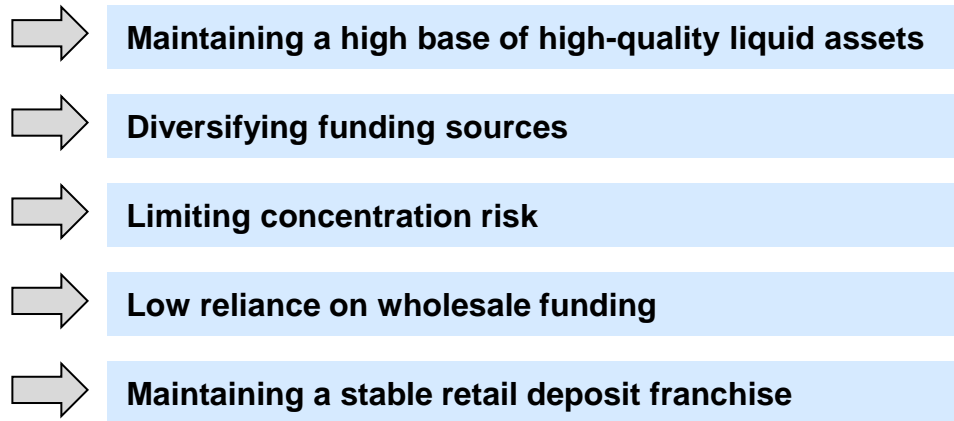 Maintaining a high base of high-quality liquid assets
Diversifying funding sources
Limiting concentration risk
Low reliance on wholesale funding
Maintaining a stable retail deposit franchise